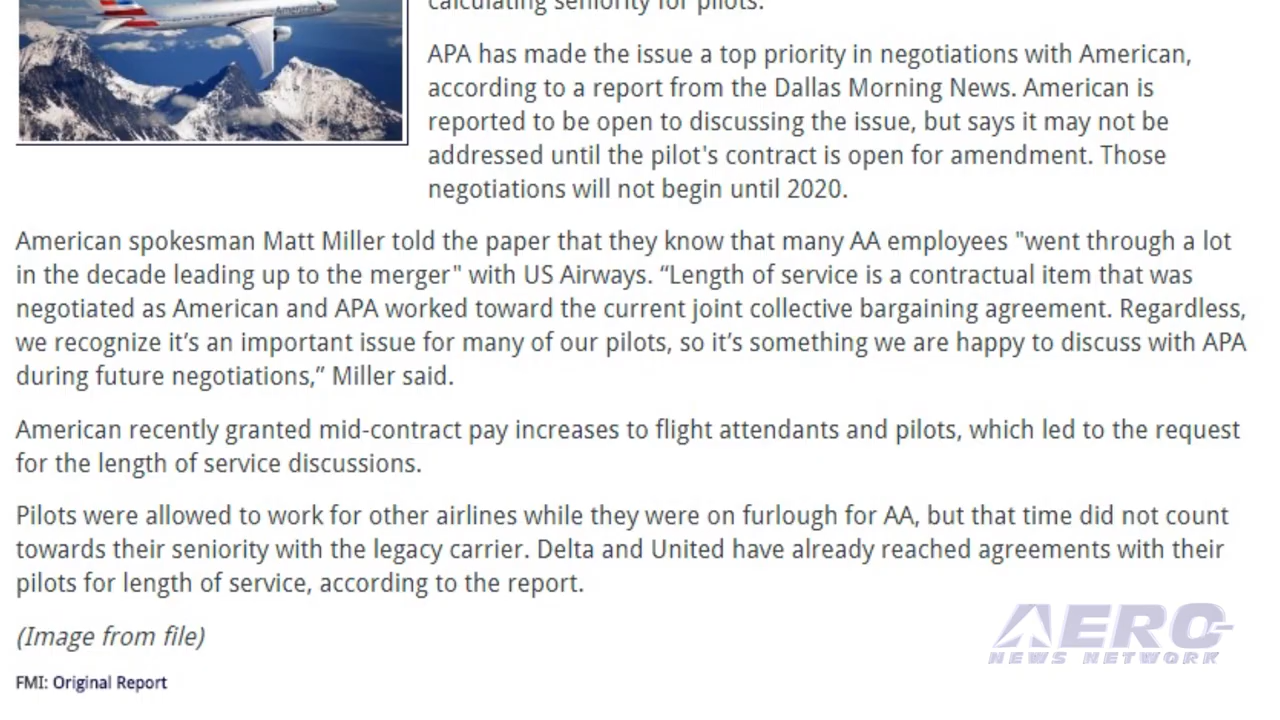 calculating seniority for pilots.
APA has made the issue a top priority in negotiations with American,
according to a report from the Dallas Morning News. American is
reported to be open to discussing the issue, but says it may not be
addressed until the pilot's contract is open for amendment. Those
negotiations will not begin until 2020.
American spokesman Matt Miller told the paper that they know that many AA employees "went through a lot
in the decade leading up to the merger" with US Airways. “Length of service is a contractual item that was
negotiated as American and APA worked toward the current joint collective bargaining agreement. Regardless,
we recognize it’s an important issue for many of our pilots, so it’s something we are happy to discuss with APA
during future negotiations,” Miller said.
American recently granted mid-contract pay increases to flight attendants and pilots, which led to the request
for the length of service discussions.
Pilots were allowed to work for other airlines while they were on furlough for AA, but that time did not count
towards their seniority with the legacy carrier. Delta and United have already reached agreements with their
pilots for length of service, according to the report.
(Image from file)
FMI: Original Report
AERO
NEWS NETWORK
American